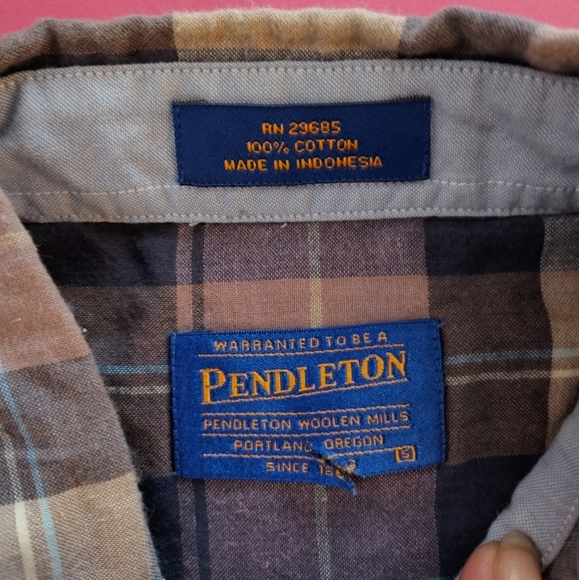 RN 29685
100% COTTON
MADE IN INDONESIA
WARRANTED TO BE A
PENDLETON
PENDLETON WOOLEN MILLS
PORTLAND, OREGON
S
SINCE